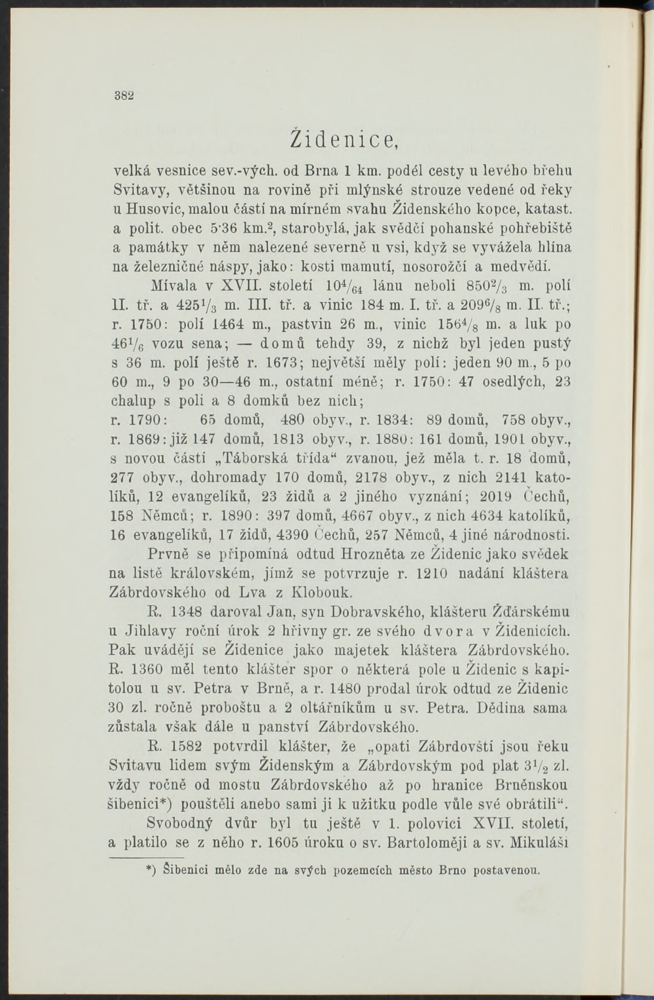 382
Židenice,
velká vesnice sev.-vých. od Brna 1 km. podél cesty u levého břehu
Svitavy, většinou na rovině při mlýnské strouze vedené od řeky
u Husovic, malou částí na mírném svahu Židenského kopce, katast.
a polit. obec 5·36 km.², starobylá, jak svědčí pohanské pohřebiště
a památky v něm nalezené severně u vsi, když se vyvážela hlína
na železničné náspy, jako: kosti mamutí, nosorožčí a medvědí.
Mívala v XVII. století 10⁴/₆₄ lánu neboli 850²/₃ m. polí
II. tř. a 425¹/₃ m. III. tř. a vinic 184 m. I. tř. a 209⁶/₈ m. II. tř.;
r. 1750: polí 1464 m., pastvin 26 m., vinic 156⁴/₈ m. a luk po
46¹/₆ vozu sena; — domů tehdy 39, z nichž byl jeden pustý
s 36 m. polí ještě r. 1673; největší měly polí: jeden 90 m., 5 po
60 m., 9 po 30—46 m., ostatní méně; r. 1750: 47 osedlých, 23
chalup s poli a 8 domků bez nich;
r. 1790: 65 domů, 480 obyv., r. 1834: 89 domů, 758 obyv.,
r. 1869: již 147 domů, 1813 obyv., r. 1880: 161 domů, 1901 obyv.,
s novou částí „Táborská třída“ zvanou, jež měla t. r. 18 domů,
277 obyv., dohromady 170 domů, 2178 obyv., z nich 2141 kato-
líků, 12 evangelíků, 23 židů a 2 jiného vyznání; 2019 Čechů,
158 Němců; r. 1890: 397 domů, 4667 obyv., z nich 4634 katolíků,
16 evangelíků, 17 židů, 4390 Čechů, 257 Němců, 4 jiné národnosti.
Prvně se připomíná odtud Hrozněta ze Židenic jako svědek
na listě královském, jímž se potvrzuje r. 1210 nadání kláštera
Zábrdovského od Lva z Klobouk.
R. 1348 daroval Jan, syn Dobravského, klášteru Žďárskému
u Jihlavy roční úrok 2 hřivny gr. ze svého dvora v Židenicích.
Pak uvádějí se Židenice jako majetek kláštera Zábrdovského.
R. 1360 měl tento klášter spor o některá pole u Židenic s kapi-
tolou u sv. Petra v Brně, a r. 1480 prodal úrok odtud ze Židenic
30 zl. ročně proboštu a 2 oltářníkům u sv. Petra. Dědina sama
zůstala však dále u panství Zábrdovského.
R. 1582 potvrdil klášter, že „opati Zábrdovští jsou řeku
Svitavu lidem svým Židenským a Zábrdovským pod plat 3¹/₂ zl.
vždy ročně od mostu Zábrdovského až po hranice Brněnskou
šibenici*) pouštěli anebo sami ji k užitku podle vůle své obrátili“.
Svobodný dvůr byl tu ještě v 1. polovici XVII. století,
a platilo se z něho r. 1605 úroku o sv. Bartoloměji a sv. Mikuláši
*) Šibenici mělo zde na svých pozemcích město Brno postavenou.